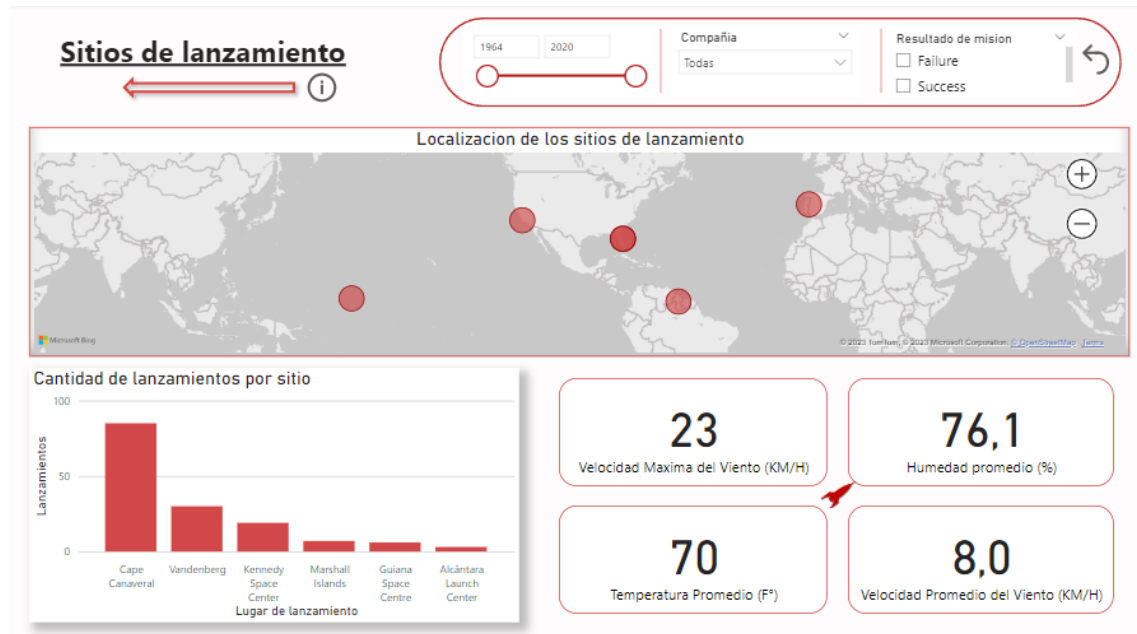 Sitios de lanzamiento
i
1964
2020
Compañia
Todas
Resultado de mision
Failure
Success
Localizacion de los sitios de lanzamiento
Microsoft Bing
© 2023 TomTom, © 2023 Microsoft Corporation, © OpenStreetMap Terms
Cantidad de lanzamientos por sitio
100
50
0
Lanzamientos
Cape
Canaveral
Vandenberg
Kennedy
Space
Center
Marshall
Islands
Guiana
Space
Centre
Alcântara
Launch
Center
Lugar de lanzamiento
23
Velocidad Maxima del Viento (KM/H)
76,1
Humedad promedio (%)
70
Temperatura Promedio (F°)
8,0
Velocidad Promedio del Viento (KM/H)